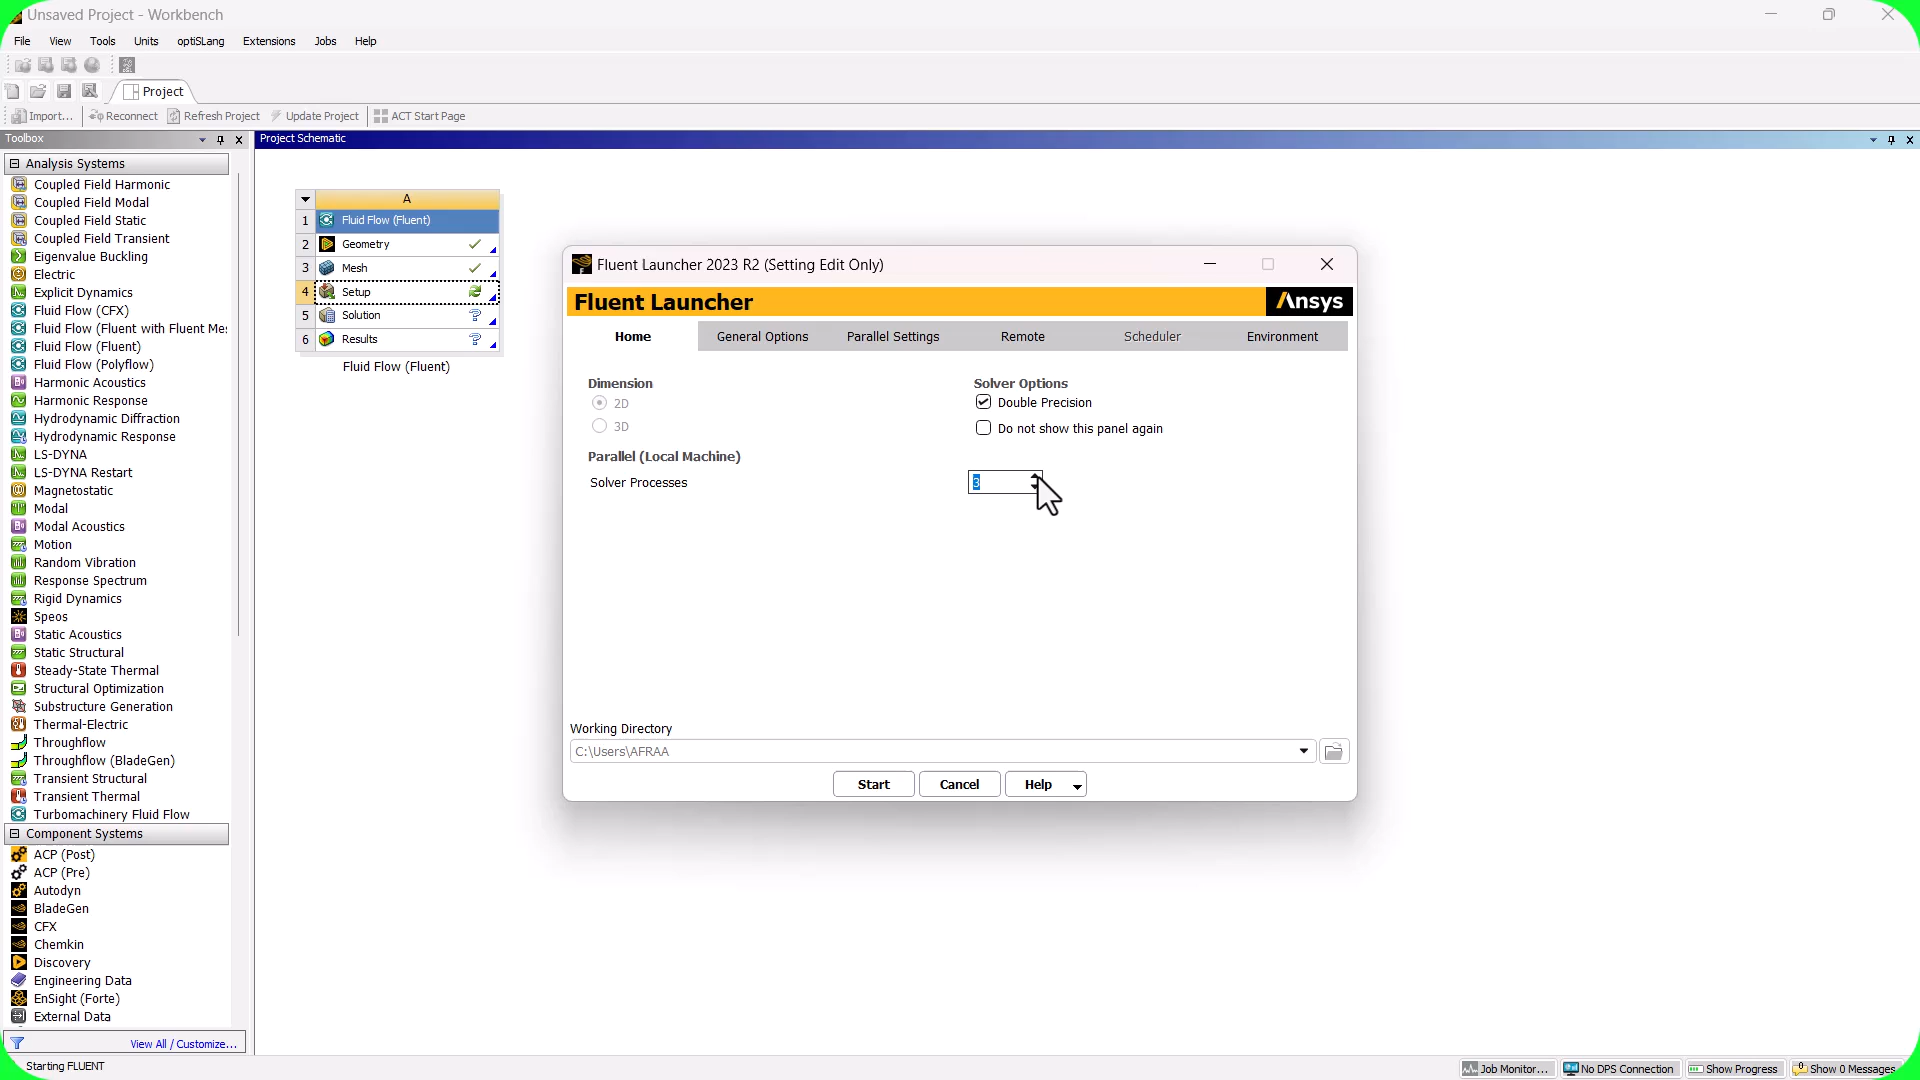 Unsaved Project - Workbench
File View Tools Units optiSLang Extensions Jobs Help
Project
Import... Reconnect Refresh Project Update Project ACT Start Page
Toolbox
Project Schematic
Analysis Systems
Coupled Field Harmonic
Coupled Field Modal
Coupled Field Static
Coupled Field Transient
Eigenvalue Buckling
Electric
Explicit Dynamics
Fluid Flow (CFX)
Fluid Flow (Fluent with Fluent Me
Fluid Flow (Fluent)
Fluid Flow (Polyflow)
Harmonic Acoustics
Harmonic Response
Hydrodynamic Diffraction
Hydrodynamic Response
LS-DYNA
LS-DYNA Restart
Magnetostatic
Modal
Modal Acoustics
Motion
Random Vibration
Response Spectrum
Rigid Dynamics
Speos
Static Acoustics
Static Structural
Steady-State Thermal
Structural Optimization
Substructure Generation
Thermal-Electric
Throughflow
Throughflow (BladeGen)
Transient Structural
Transient Thermal
Turbomachinery Fluid Flow
Component Systems
ACP (Post)
ACP (Pre)
Autodyn
BladeGen
CFX
Chemkin
Discovery
Engineering Data
EnSight (Forte)
External Data
View All / Customize...
A
1 Fluid Flow (Fluent)
2 Geometry
3 Mesh
4 Setup
5 Solution ?
6 Results ?
Fluid Flow (Fluent)
Fluent Launcher 2023 R2 (Setting Edit Only)
Fluent Launcher Ansys
Home General Options Parallel Settings Remote Scheduler Environment
Dimension
2D
3D
Solver Options
Double Precision
Do not show this panel again
Parallel (Local Machine)
Solver Processes 3
Working Directory
C:\Users\AFRAA
Start Cancel Help
Starting FLUENT
Job Monitor... No DPS Connection Show Progress Show 0 Messages